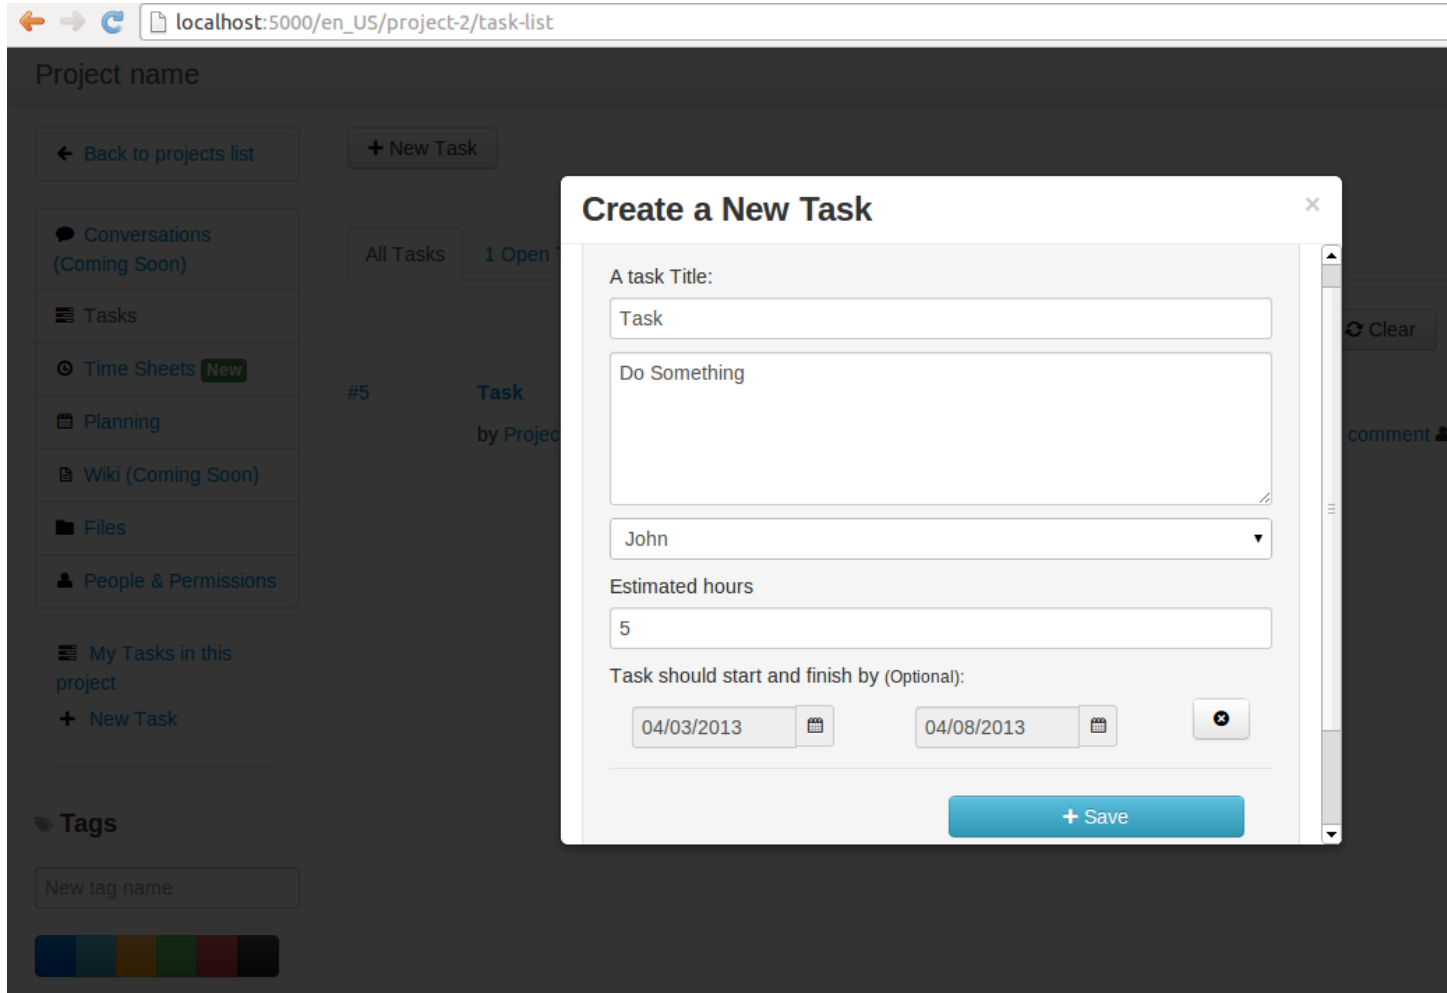 localhost:5000/en_US/project-2/task-list
Project name
Back to projects list
New Task
Conversations
(Coming Soon)
Tasks
Time Sheets New
Planning
Wiki (Coming Soon)
Files
People & Permissions
My Tasks in this
project
New Task
Tags
New tag name
All Tasks
1 Open
Clear
#5
Task
by Projec
comment
Create a New Task
×
A task Title:
Task
Do Something
John
Estimated hours
5
Task should start and finish by (Optional):
04/03/2013
04/08/2013
Save